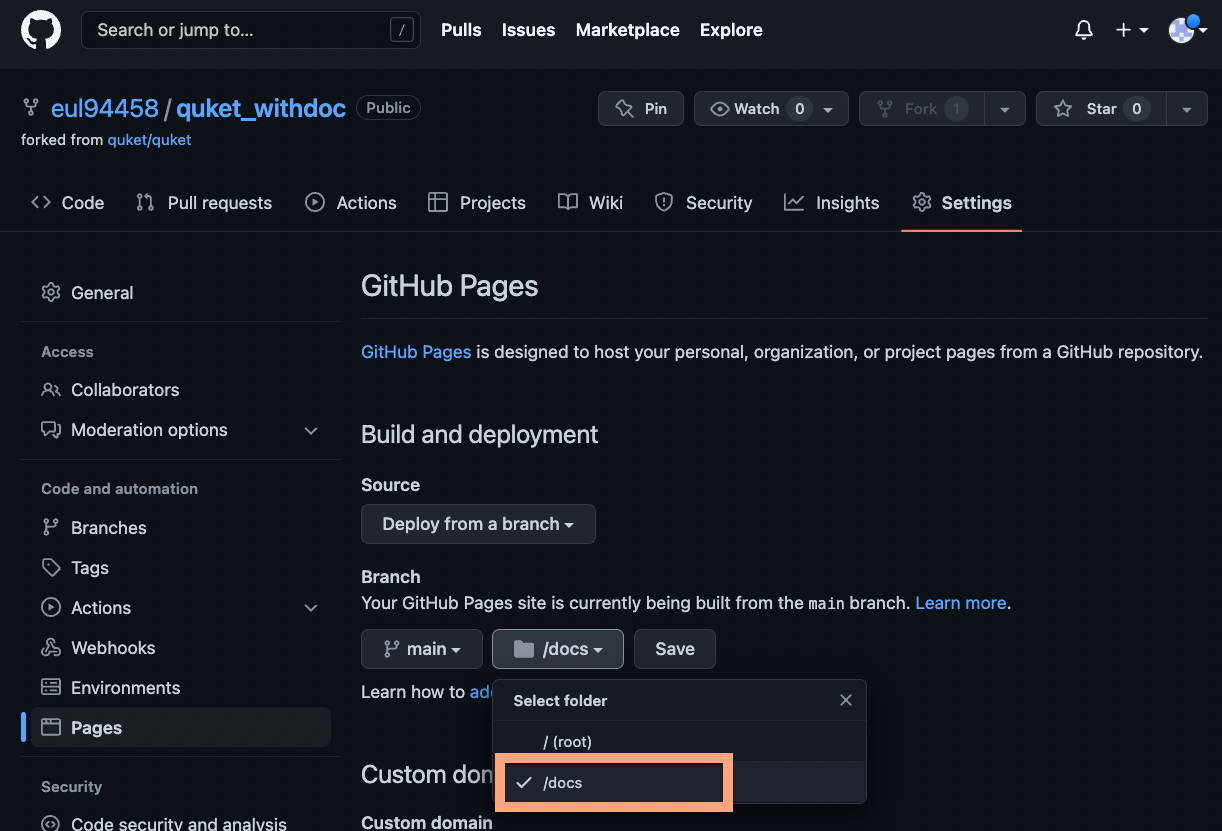 Search or jump to... /
Pulls Issues Marketplace Explore
eul94458 / quket_withdoc Public
Pin Watch 0 Fork 1 Star 0
forked from quket/quket
Code Pull requests Actions Projects Wiki Security Insights Settings
General
Access
Collaborators
Moderation options
Code and automation
Branches
Tags
Actions
Webhooks
Environments
Pages
Security
Code security and analysis
GitHub Pages
GitHub Pages is designed to host your personal, organization, or project pages from a GitHub repository.
Build and deployment
Source
Deploy from a branch
Branch
Your GitHub Pages site is currently being built from the main branch. Learn more.
main /docs Save
Learn how to
Select folder
/ (root)
/docs
Custom
Custom domain